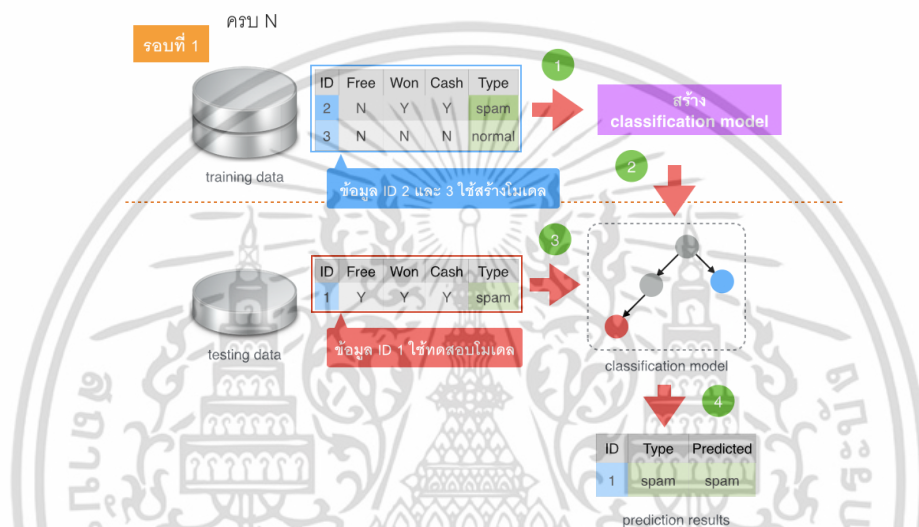 ครบ N
รอบที่ 1
ID Free Won Cash Type
2 N Y Y spam
3 N N N normal
1
สร้าง
classification model
training data
ข้อมูล ID 2 และ 3 ใช้สร้างโมเดล
2
3
ID Free Won Cash Type
1 Y Y Y spam
testing data
ข้อมูล ID 1 ใช้ทดสอบโมเดล
classification model
4
ID Type Predicted
1 spam spam
prediction results